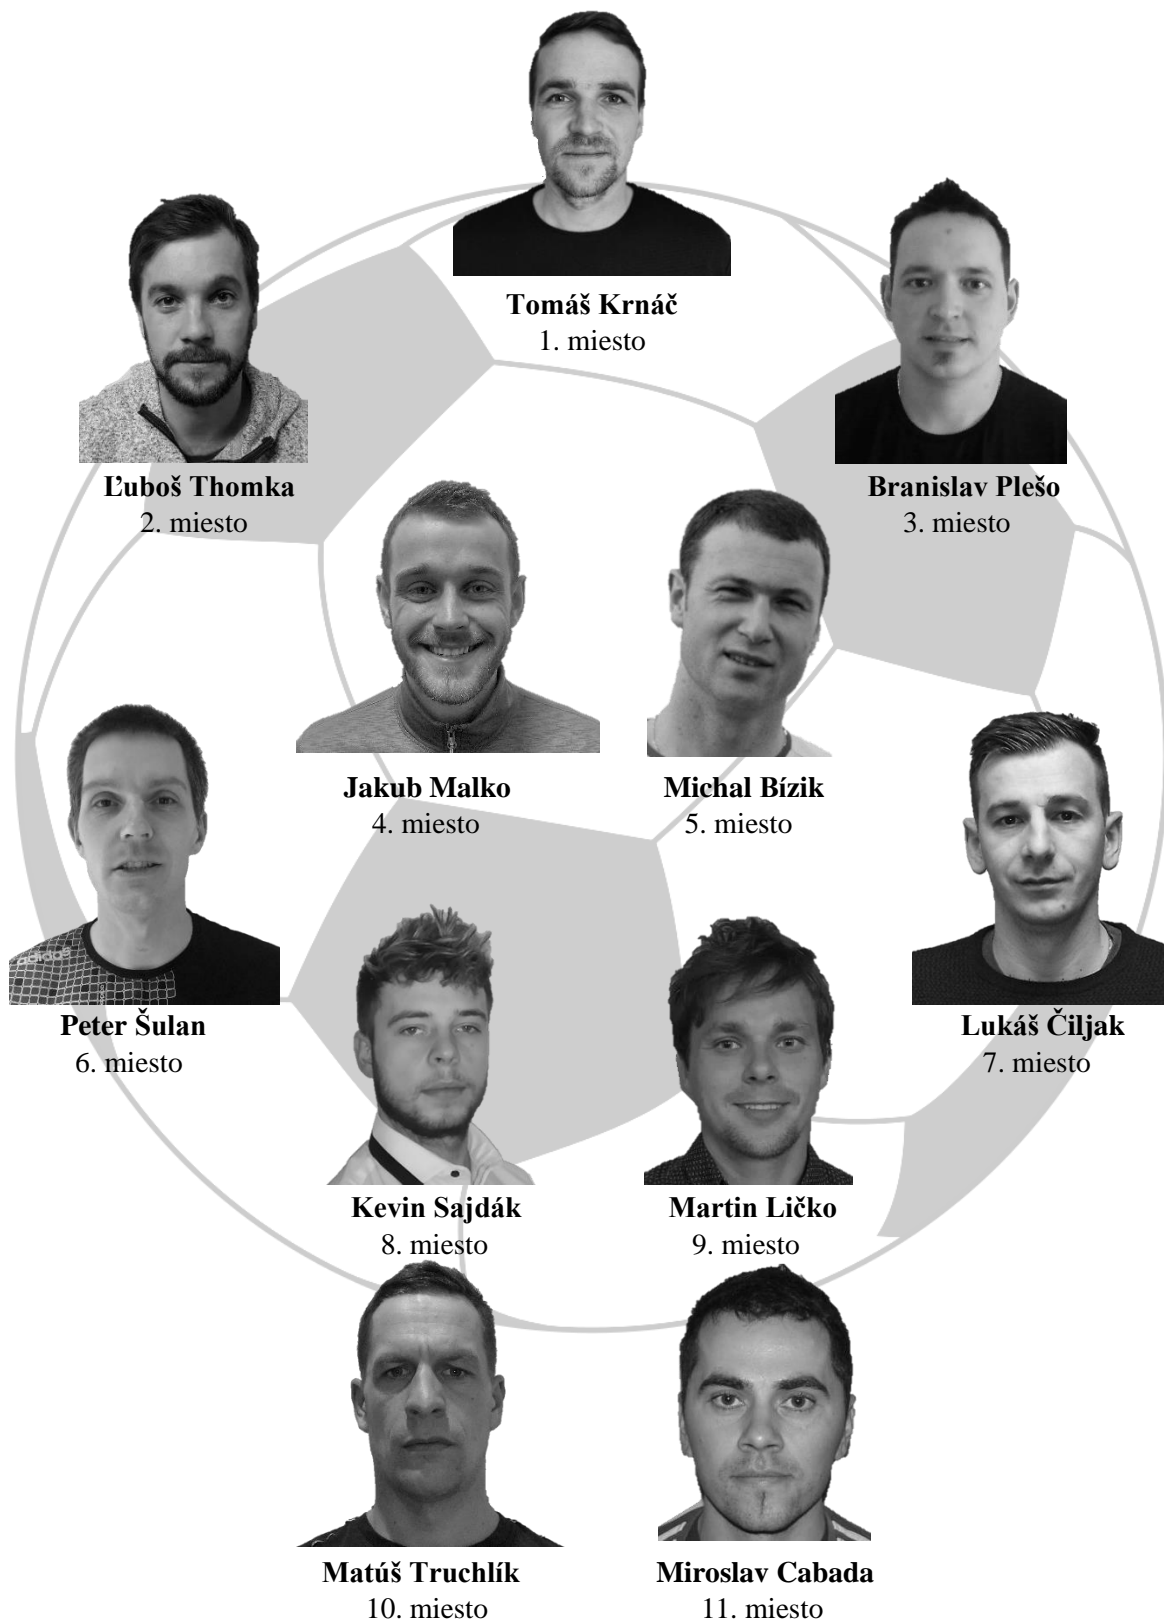 Tomáš Krnáč
1. miesto
Ľuboš Thomka
2. miesto
Branislav Plešo
3. miesto
Jakub Malko
4. miesto
Michal Bízik
5. miesto
adidas
Peter Šulan
6. miesto
Lukáš Čiljak
7. miesto
Kevin Sajdák
8. miesto
Martin Ličko
9. miesto
Matúš Truchlík
10. miesto
Miroslav Cabada
11. miesto